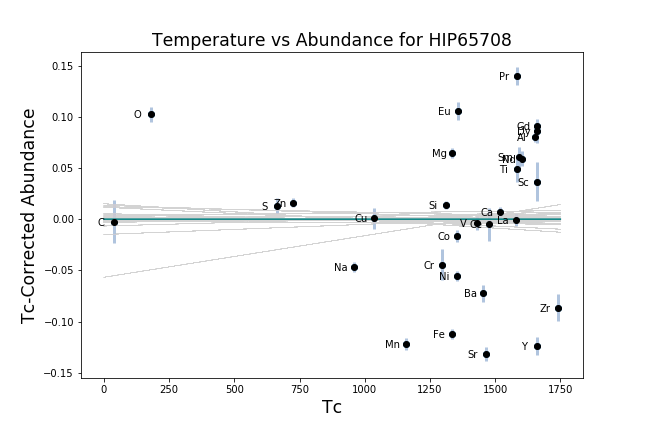 Temperature vs Abundance for HIP65708
Tc-Corrected Abundance
0.15
0.10
0.05
0.00
−0.05
−0.10
−0.15
Pr
O
Eu
Gd
Dy
Al
Mg
Sm
Nd
Ti
Sc
S
Zn
Si
Ca
C
Cu
La
V
Ce
Co
Na
Cr
Ni
Ba
Zr
Fe
Mn
Y
Sr
0
250
500
750
1000
1250
1500
1750
Tc